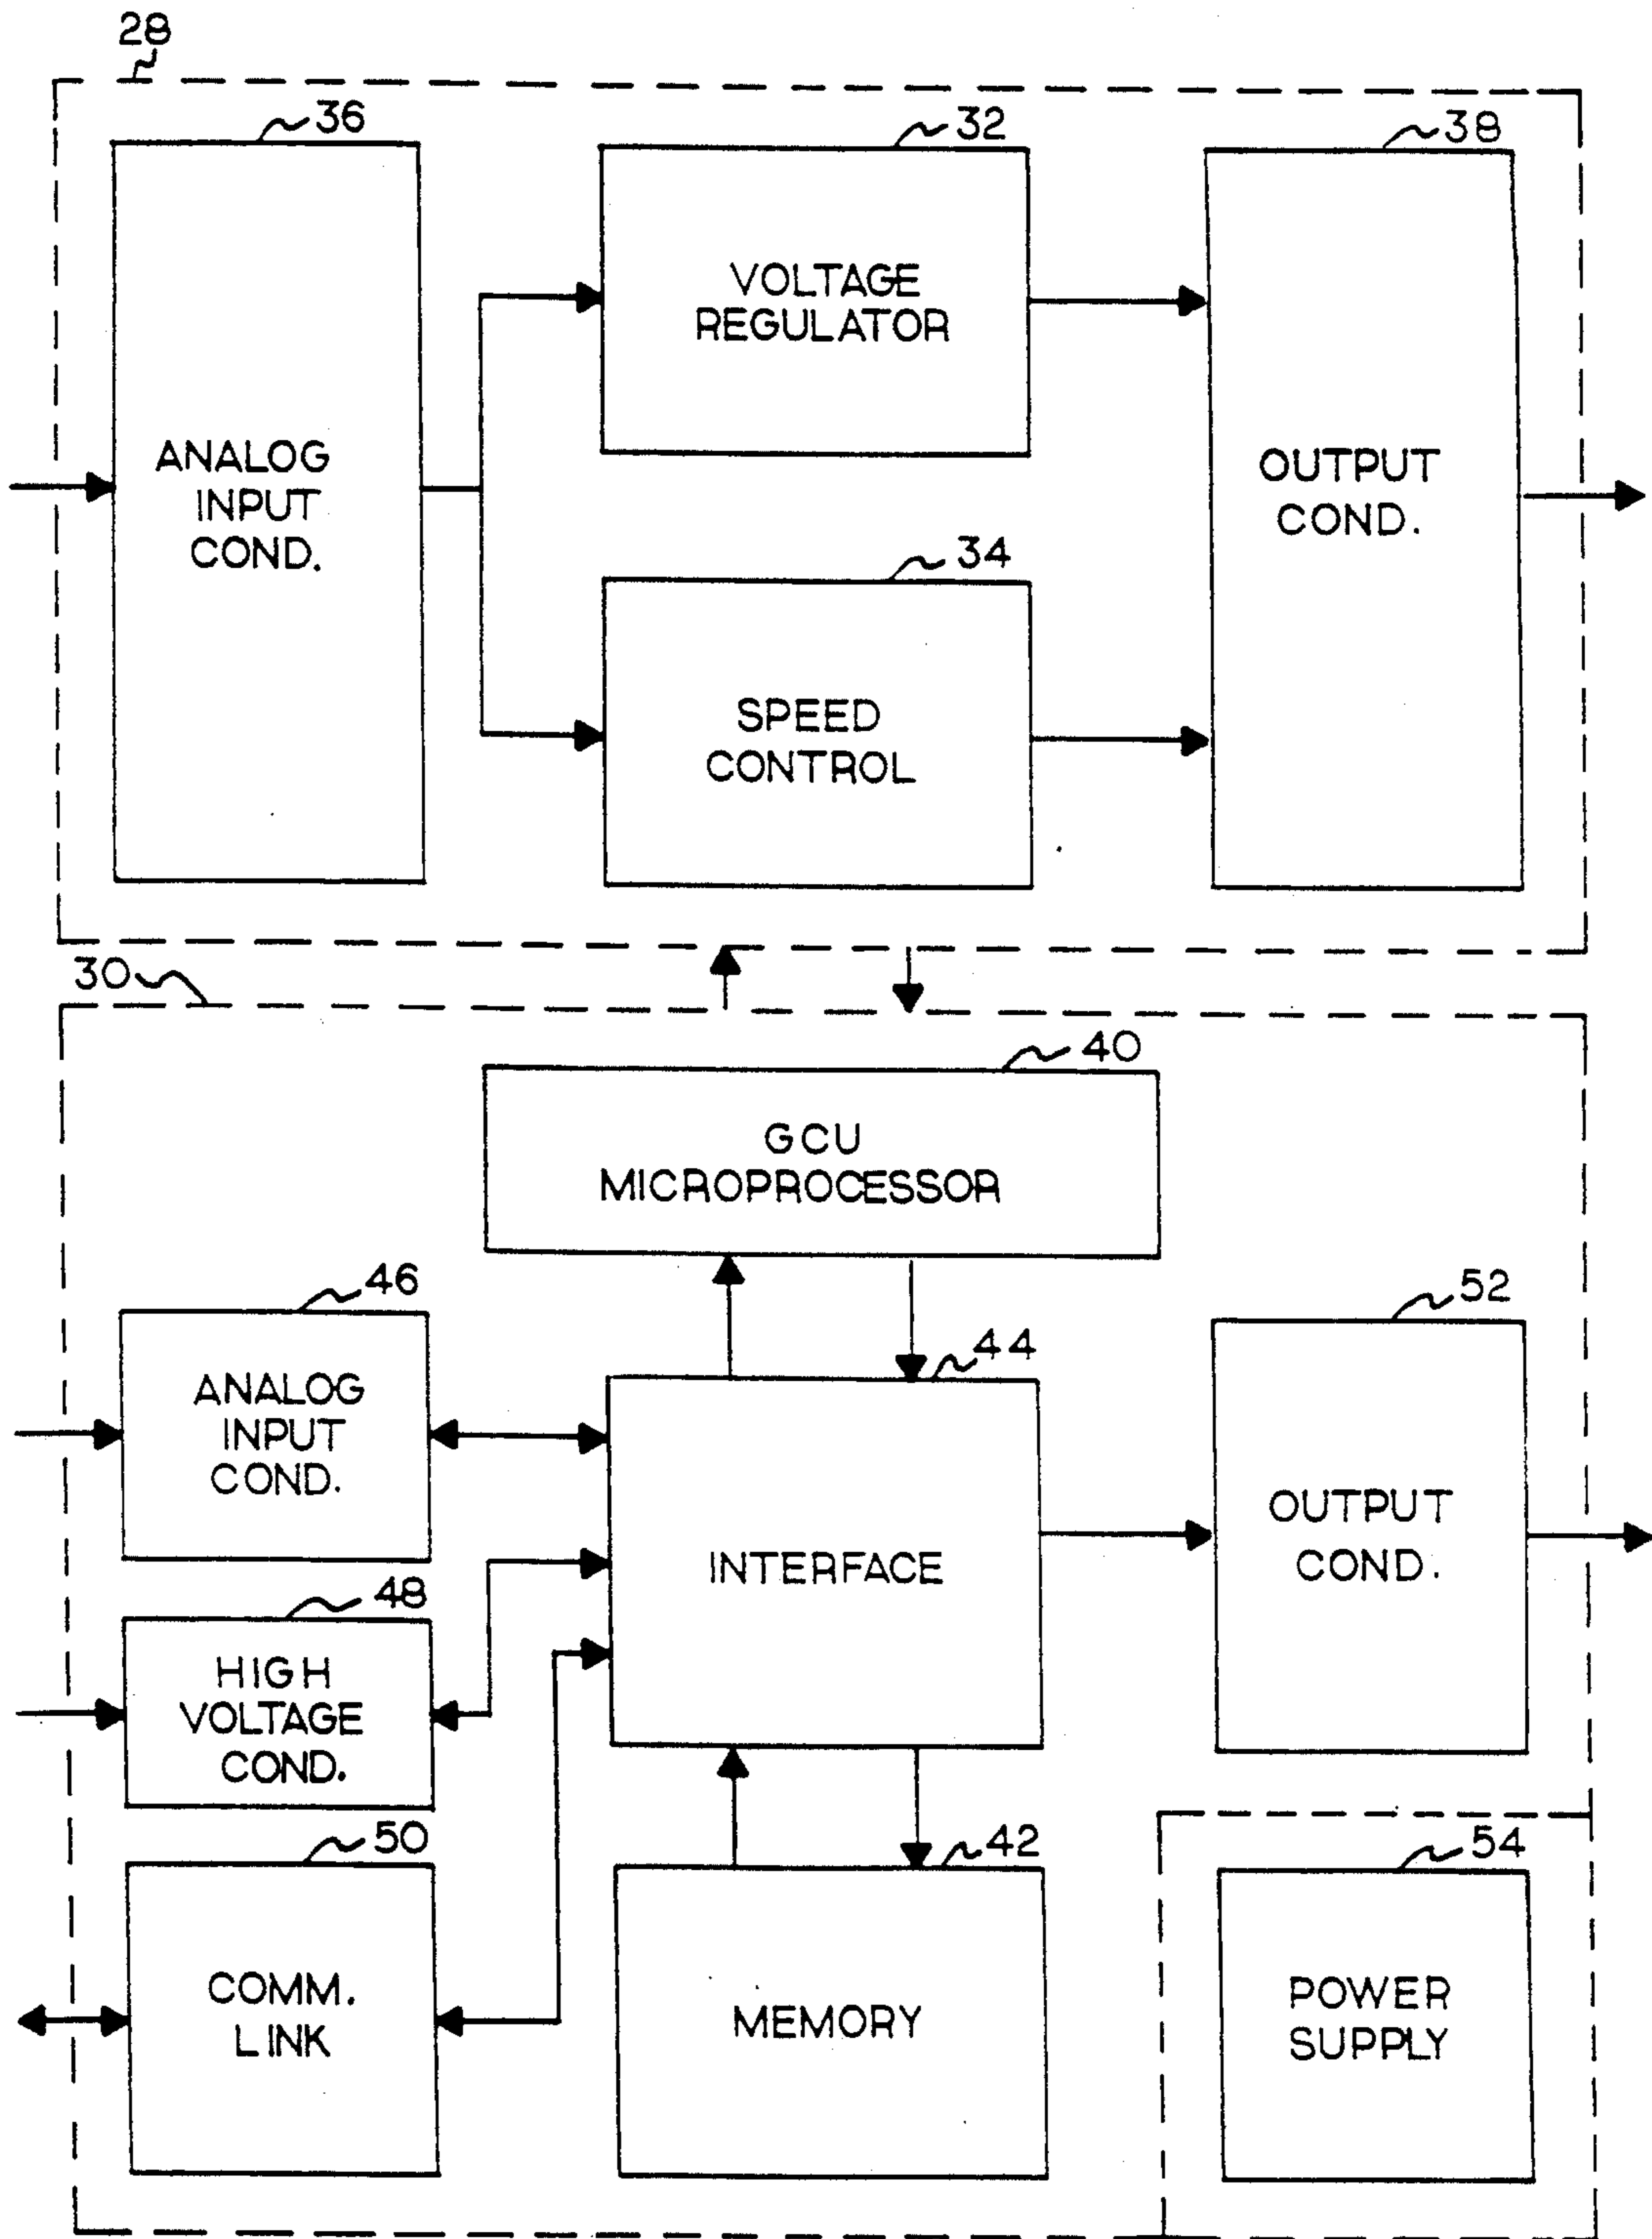 28
36
32
38
VOLTAGE
REGULATOR
ANALOG
INPUT
COND.
OUTPUT
COND.
34
SPEED
CONTROL
30
40
GCU
MICROPROCESSOR
46
52
44
ANALOG
INPUT
COND.
OUTPUT
COND.
INTERFACE
48
HIGH
VOLTAGE
COND.
50
42
54
COMM.
LINK
MEMORY
POWER
SUPPLY